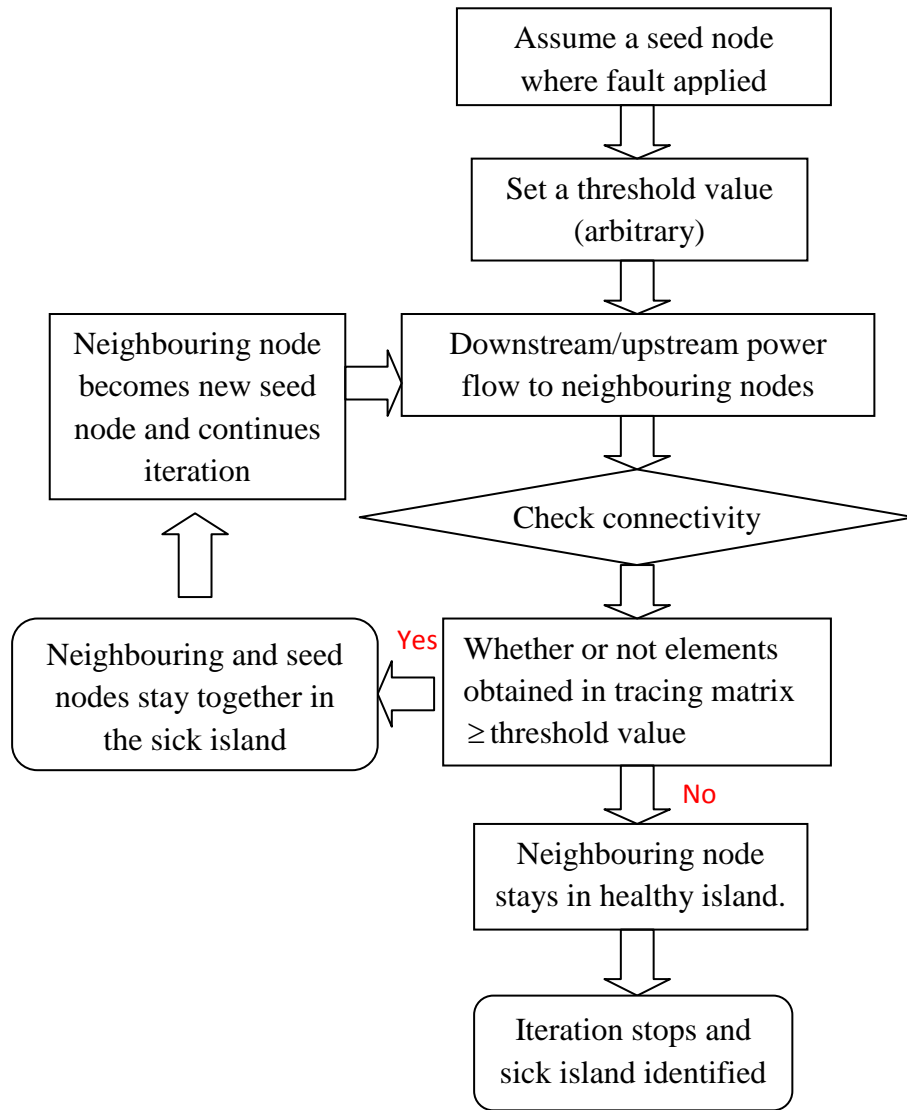 Assume a seed node
where fault applied
Set a threshold value
(arbitrary)
Neighbouring node
becomes new seed
node and continues
iteration
Downstream/upstream power
flow to neighbouring nodes
Check connectivity
Yes
Neighbouring and seed
nodes stay together in
the sick island
Whether or not elements
obtained in tracing matrix
≥ threshold value
No
Neighbouring node
stays in healthy island.
Iteration stops and
sick island identified